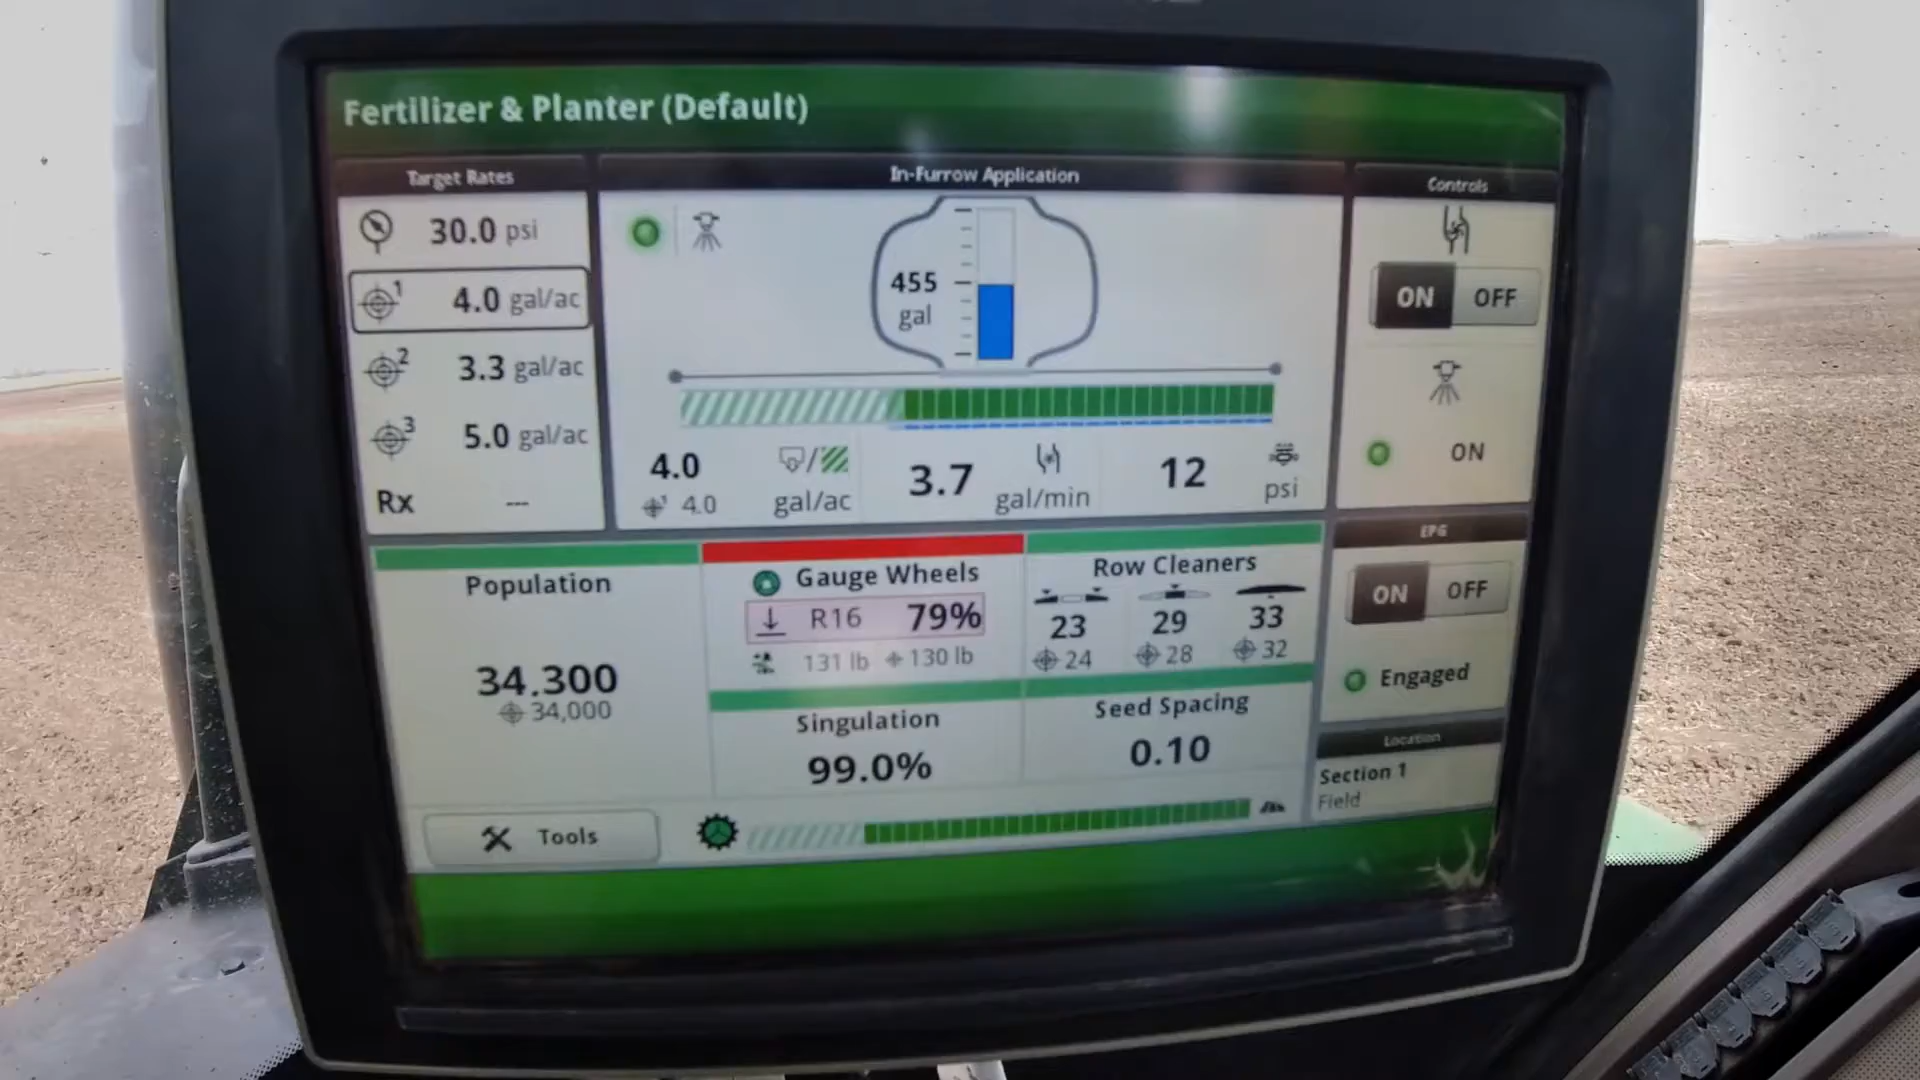 Fertilizer & Planter (Default)
Target Rates
30.0 psi
1 4.0 gal/ac
2 3.3 gal/ac
3 5.0 gal/ac
Rx ---
In-Furrow Application
455
gal
4.0
1 4.0
gal/ac
3.7
gal/min
12
psi
Controls
ON OFF
ON
Population
34,300
34,000
Gauge Wheels
R16 79%
131 lb 130 lb
Row Cleaners
23 29 33
24 28 32
Singulation
99.0%
Seed Spacing
0.10
EPG
ON OFF
Engaged
Location
Section 1
Field
Tools